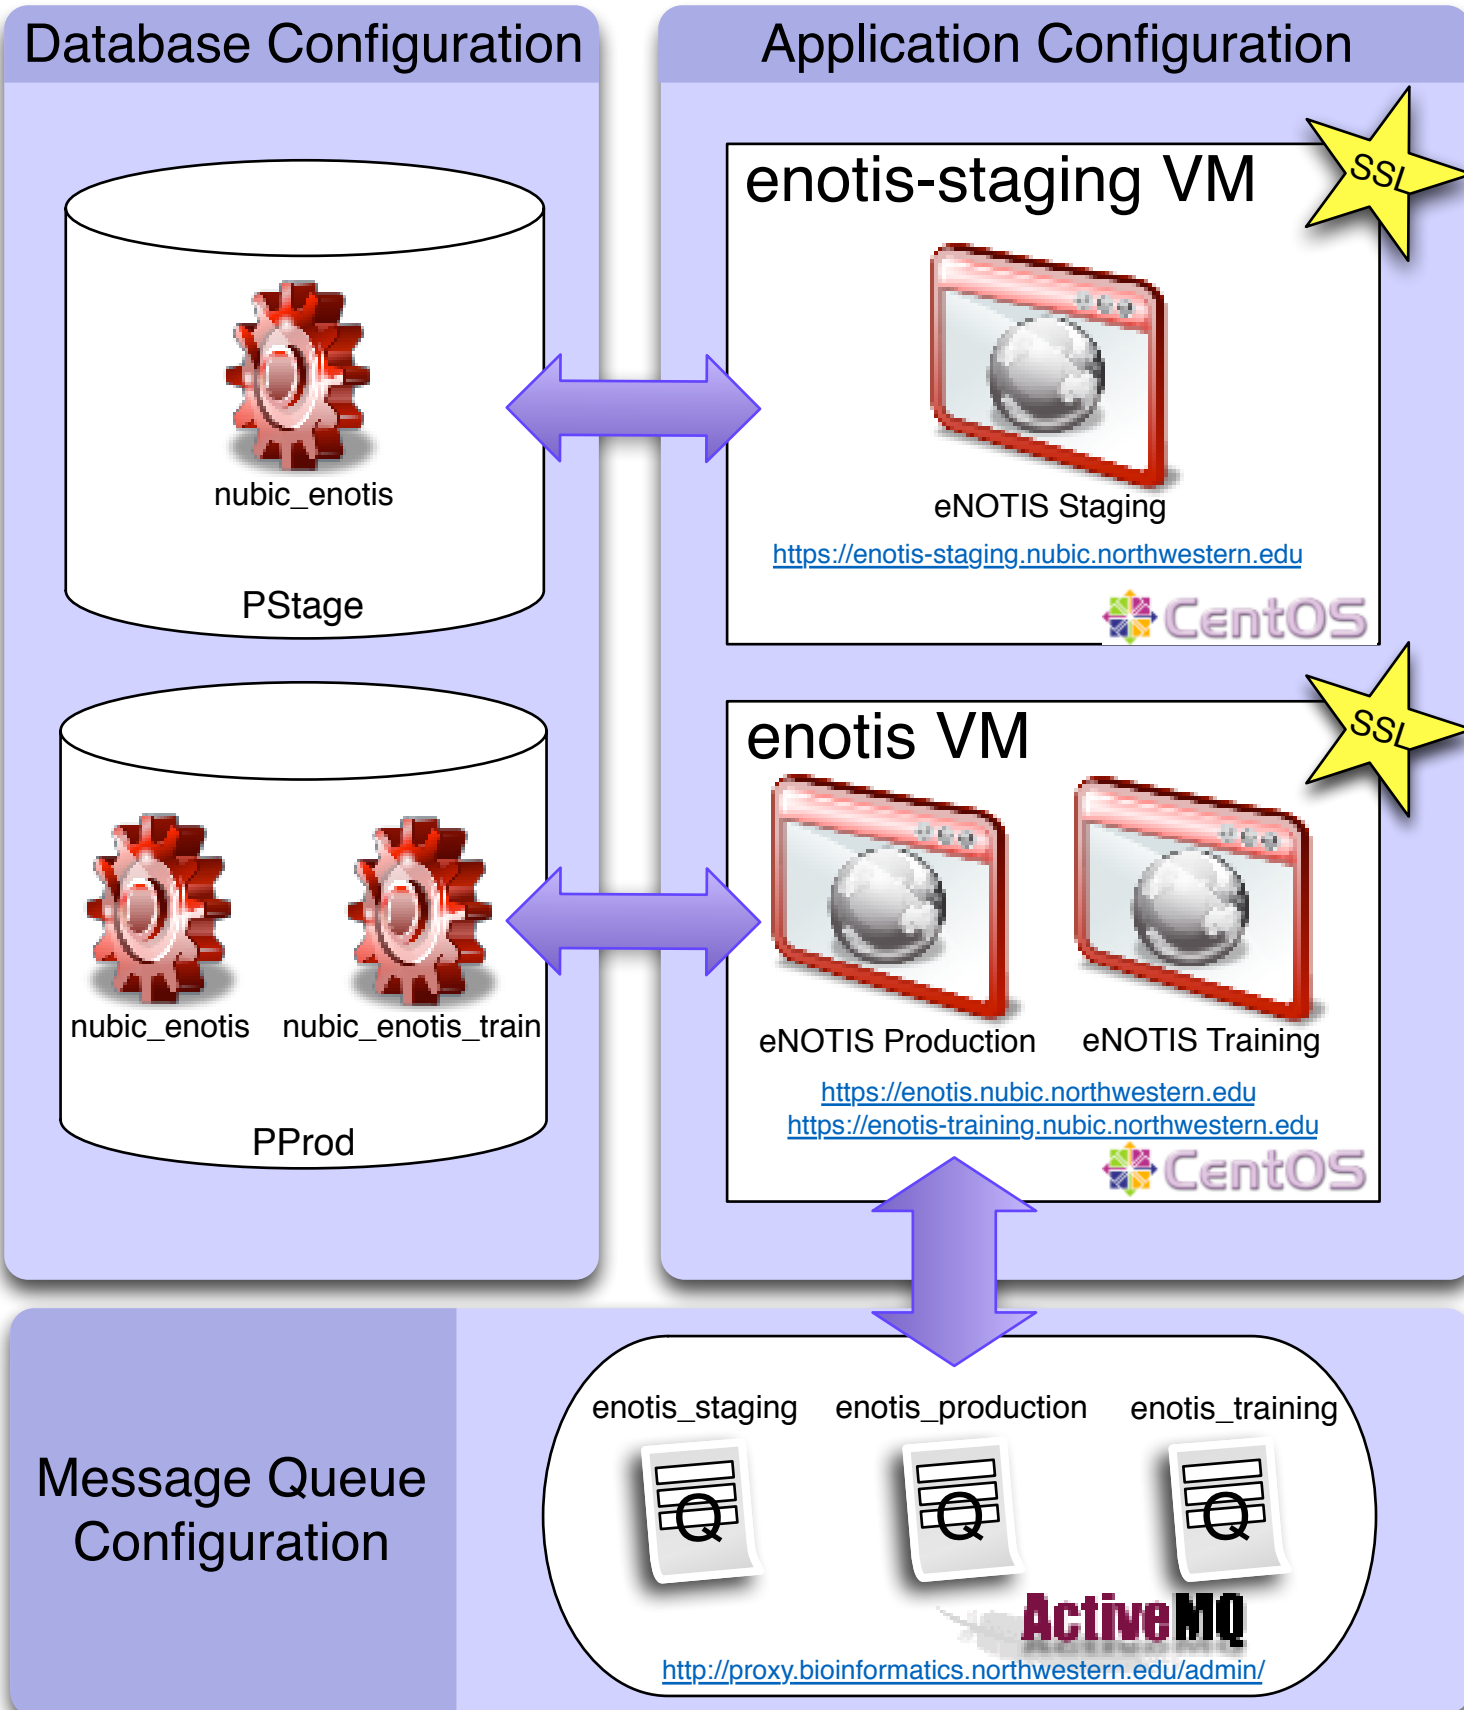 Database Configuration
Application Configuration
nubic_enotis
PStage
enotis-staging VM
SSL
eNOTIS Staging
https://enotis-staging.nubic.northwestern.edu
CentOS
nubic_enotis
nubic_enotis_train
PProd
enotis VM
SSL
eNOTIS Production
eNOTIS Training
https://enotis.nubic.northwestern.edu
https://enotis-training.nubic.northwestern.edu
CentOS
Message Queue
Configuration
enotis_staging
enotis_production
enotis_training
Q
Q
Q
ActiveMQ
http://proxy.bioinformatics.northwestern.edu/admin/